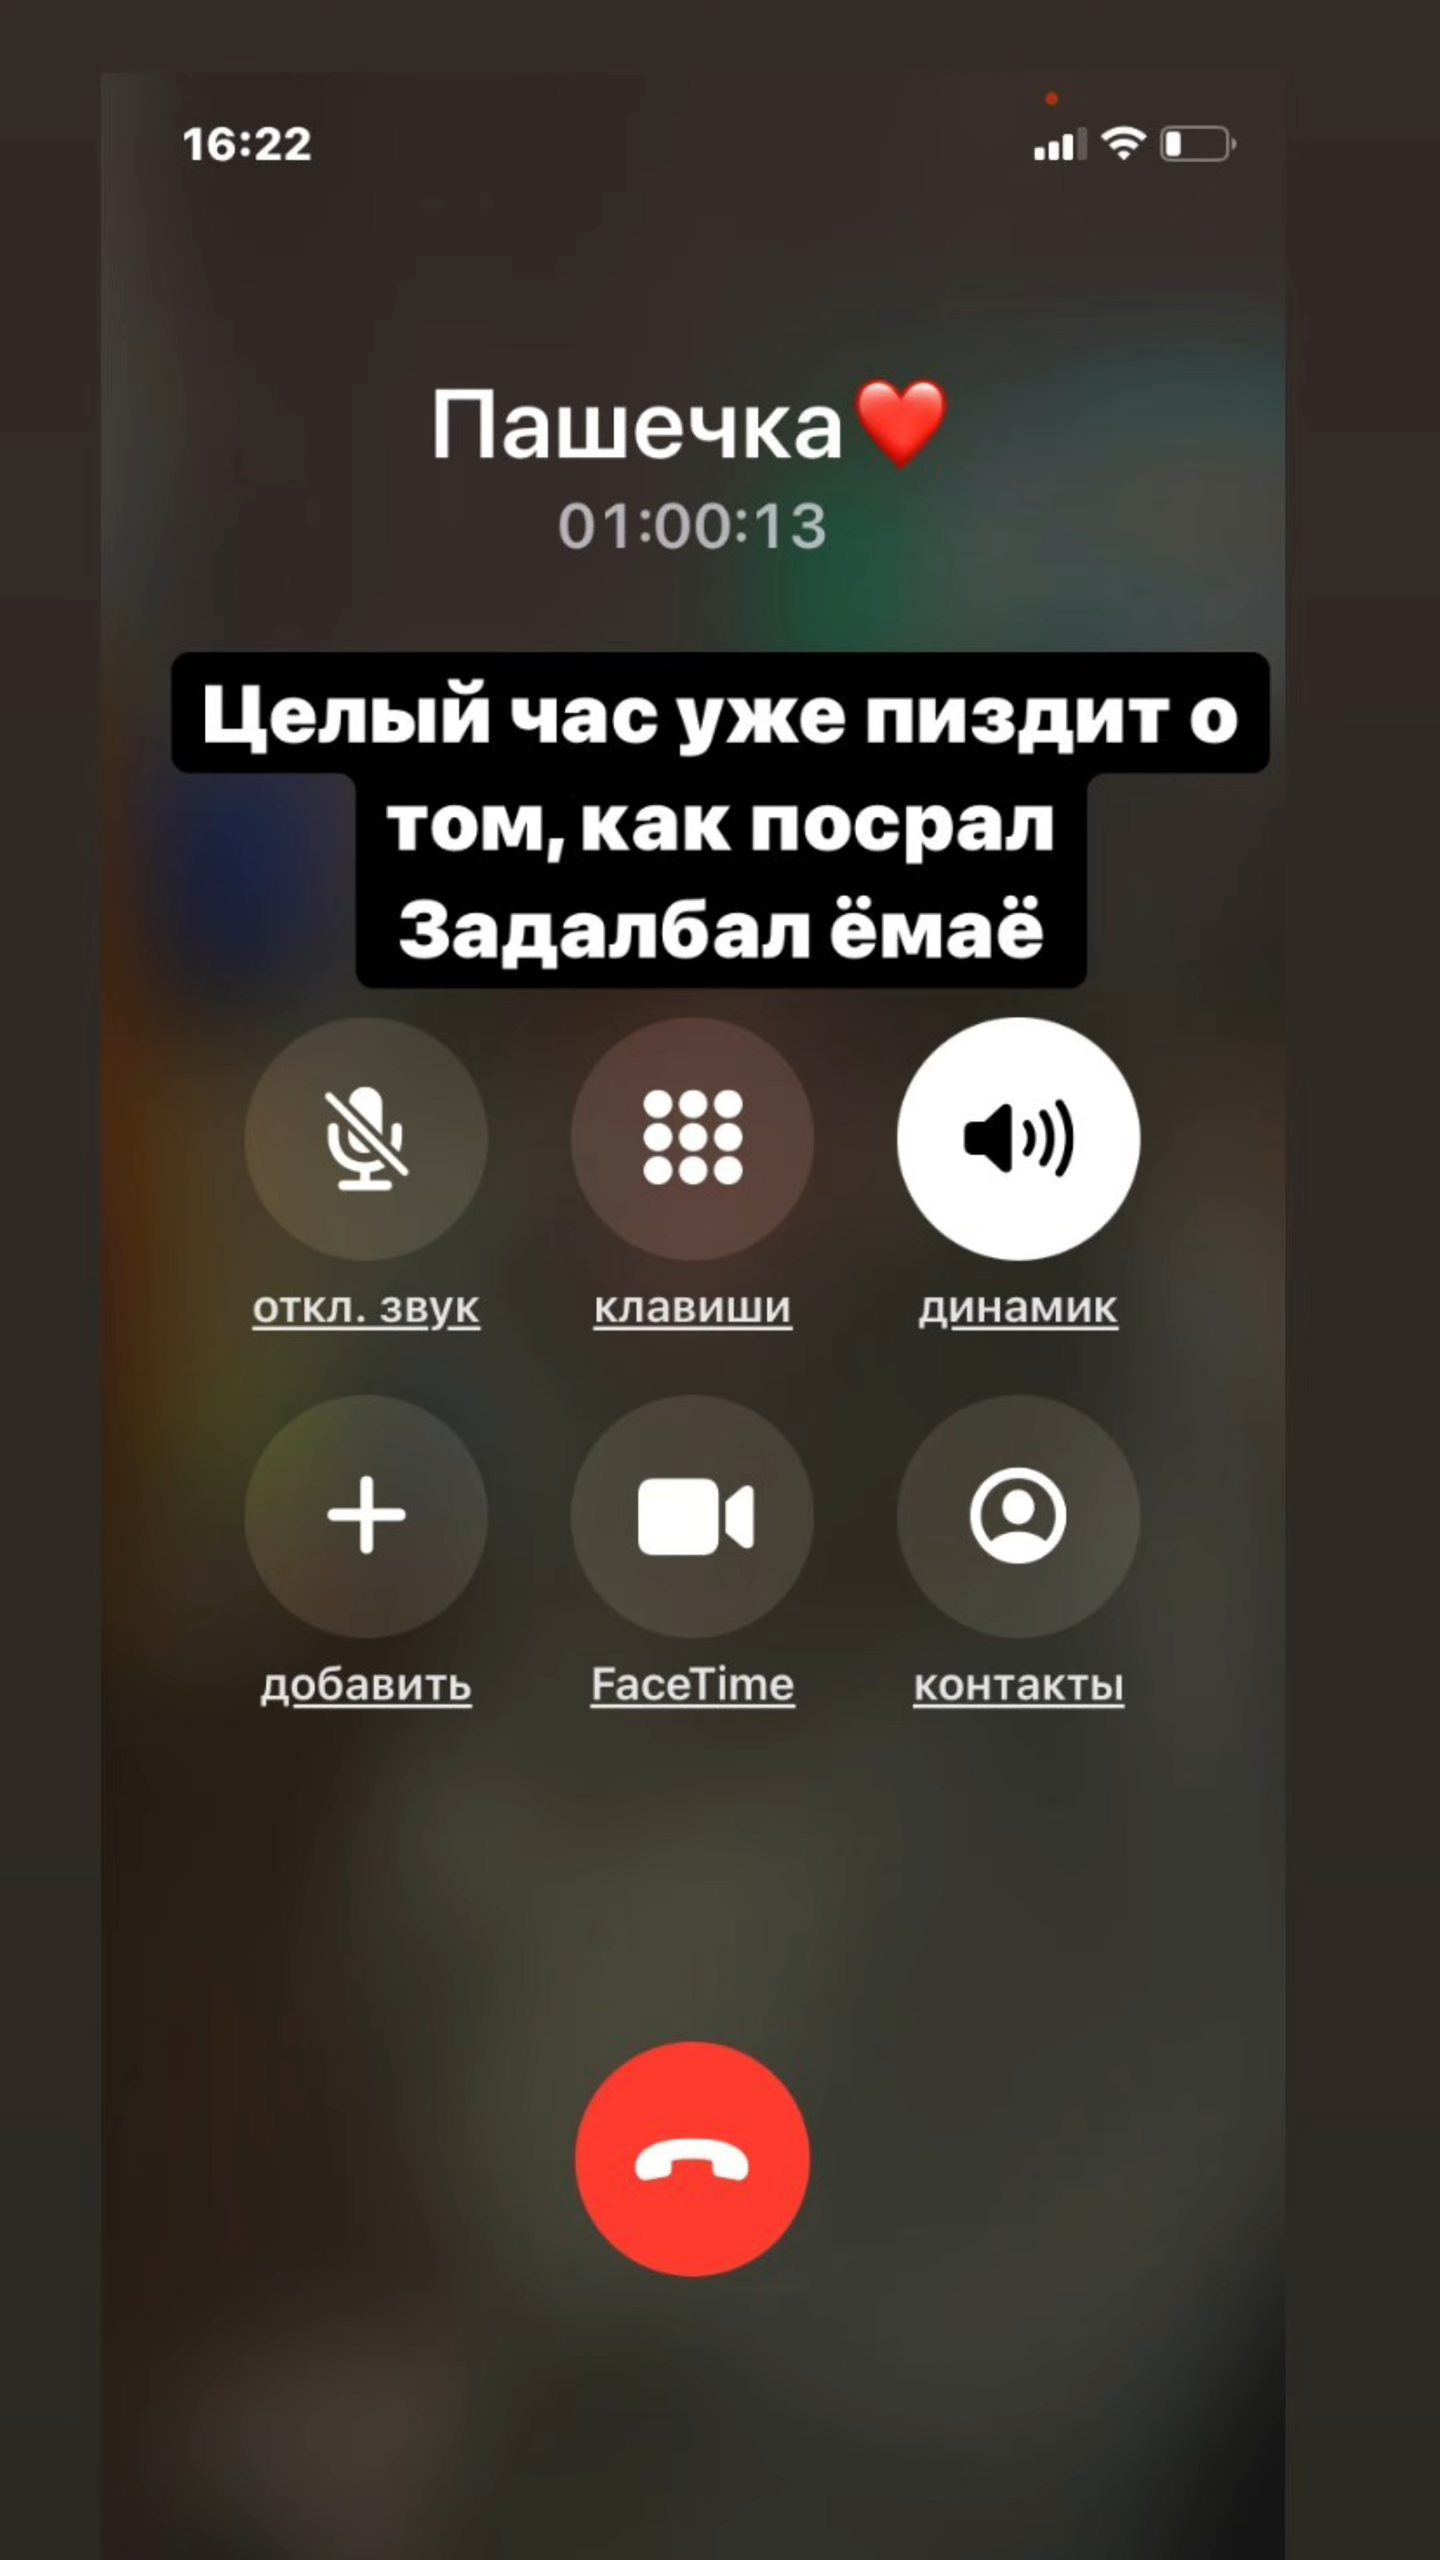 16:22
Пашечка❤️
01:00:13
Целый час уже пиздит о
том, как посрал
Задалбал ёмаё
откл. звук
клавиши
динамик
добавить
FaceTime
контакты